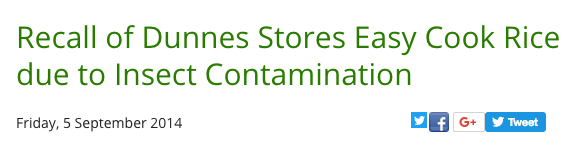 Recall of Dunnes Stores Easy Cook Rice
due to Insect Contamination
Friday, 5 September 2014
G+ Tweet